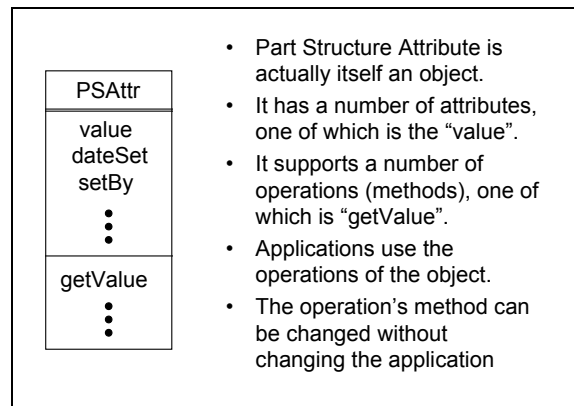 PSAttr
value
dateSet
setBy
getValue
• Part Structure Attribute is
actually itself an object.
• It has a number of attributes,
one of which is the “value”.
• It supports a number of
operations (methods), one of
which is “getValue”.
• Applications use the
operations of the object.
• The operation’s method can
be changed without
changing the application